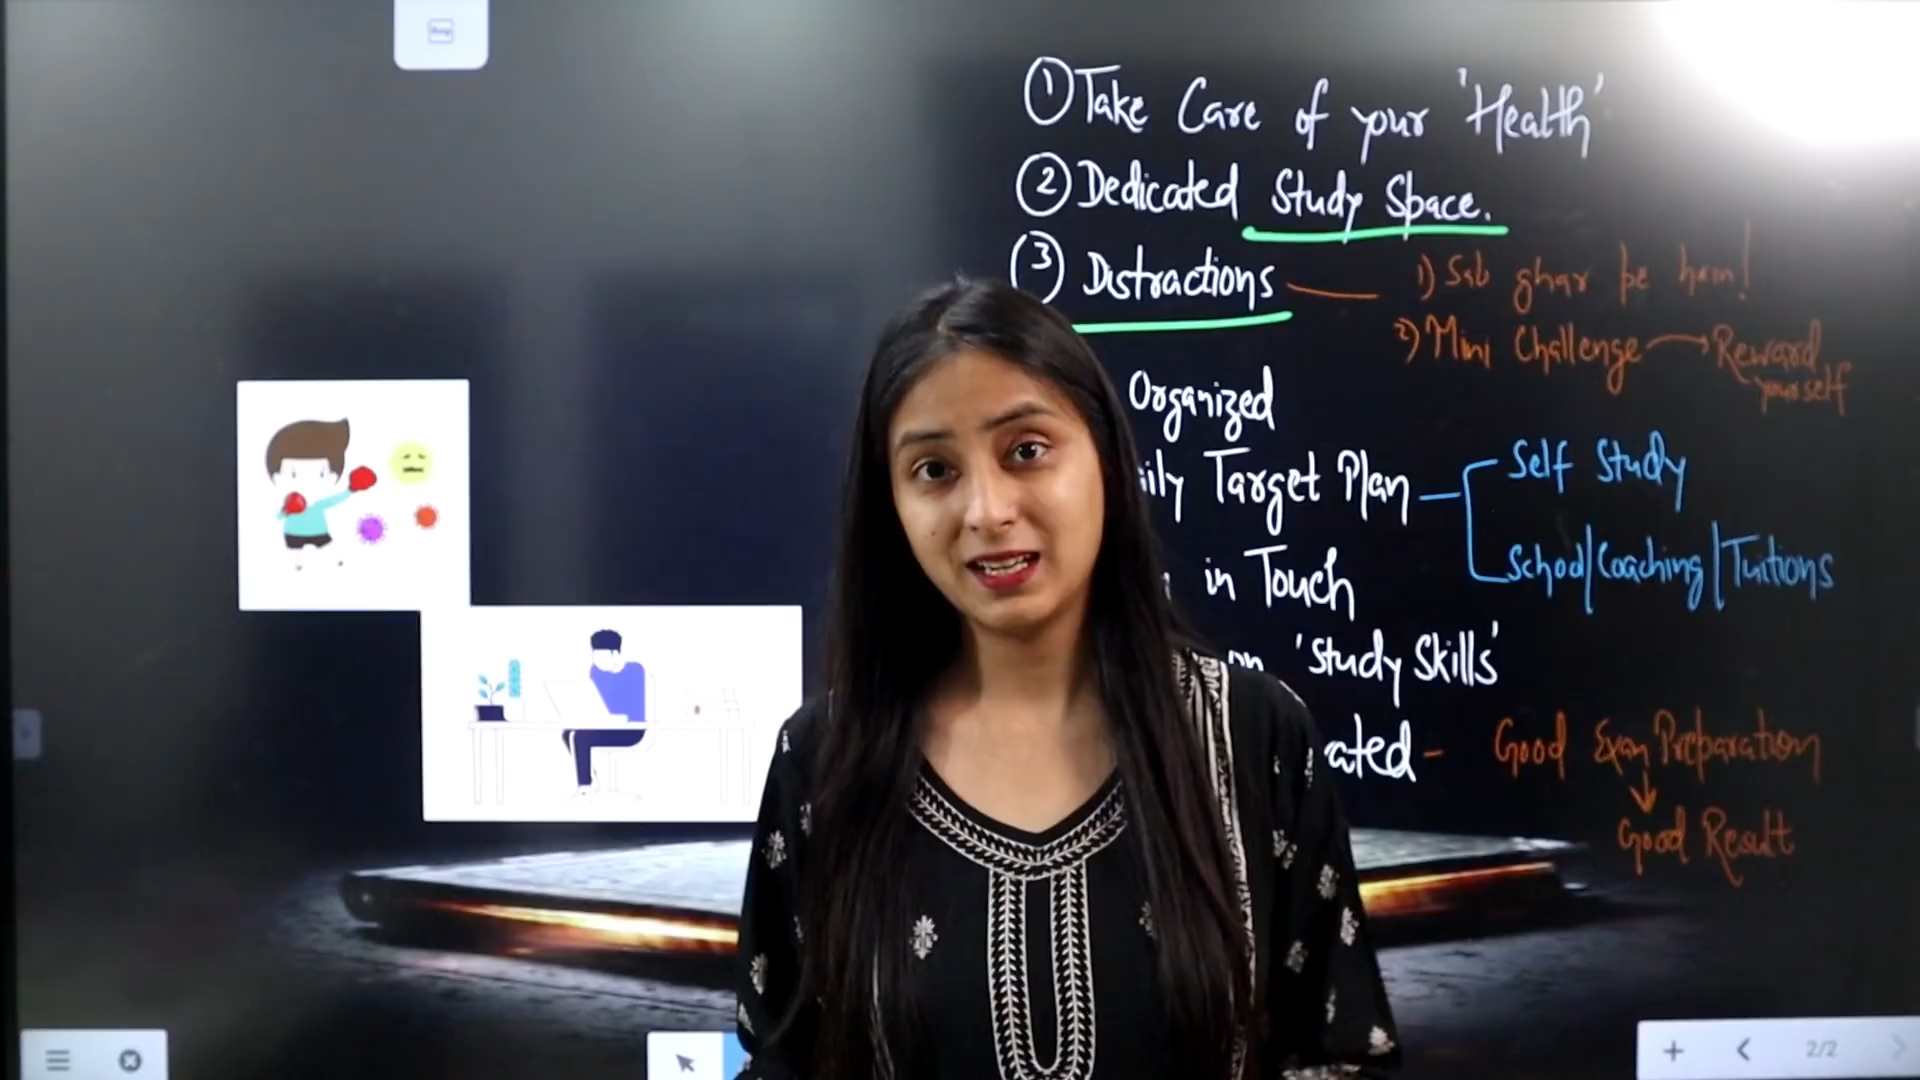 ① Take Care of your 'Health'
② Dedicated Study Space.
③ Distractions
1) Sab ghar pe hain!
2) Mini Challenge → Reward yourself
Organized
ily Target Plan
Self Study
School/Coaching/Tuitions
in Touch
on 'Study Skills'
ated - Good Exam Preparation
↓
Good Result
2/2